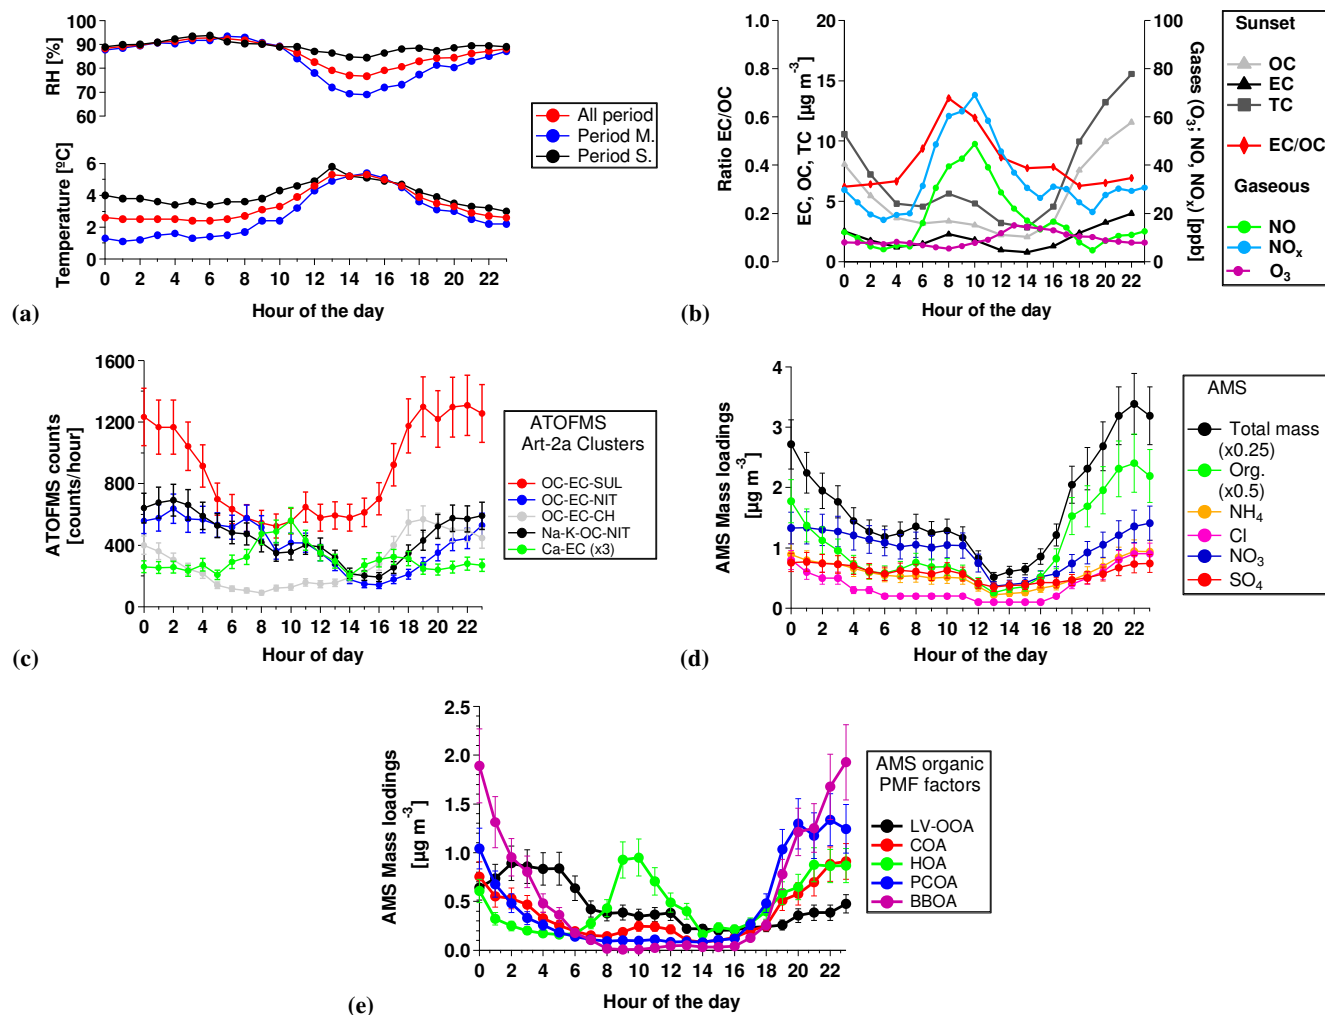 100
90
80
70
60
RH [%]
6
4
2
0
Temperature [ºC]
0 2 4 6 8 10 12 14 16 18 20 22
Hour of the day
All period
Period M.
Period S.
(a)
1.0
0.8
0.6
0.4
0.2
0.0
Ratio EC/OC
20
15
10
5
0
EC, OC, TC [µg m-3]
100
80
60
40
20
0
Gases (O3; NO, NOx) [ppb]
0 2 4 6 8 10 12 14 16 18 20 22
Hour of the day
Sunset
OC
EC
TC
EC/OC
Gaseous
NO
NOx
O3
(b)
1600
1200
800
400
0
ATOFMS counts
[counts/hour]
0 2 4 6 8 10 12 14 16 18 20 22
Hour of day
ATOFMS
Art-2a Clusters
OC-EC-SUL
OC-EC-NIT
OC-EC-CH
Na-K-OC-NIT
Ca-EC (x3)
(c)
4
3
2
1
0
AMS Mass loadings
[µg m-3]
0 2 4 6 8 10 12 14 16 18 20 22
Hour of the day
AMS
Total mass
(x0.25)
Org.
(x0.5)
NH4
Cl
NO3
SO4
(d)
2.5
2.0
1.5
1.0
0.5
0.0
AMS Mass loadings
[µg m-3]
0 2 4 6 8 10 12 14 16 18 20 22
Hour of the day
AMS organic
PMF factors
LV-OOA
COA
HOA
PCOA
BBOA
(e)